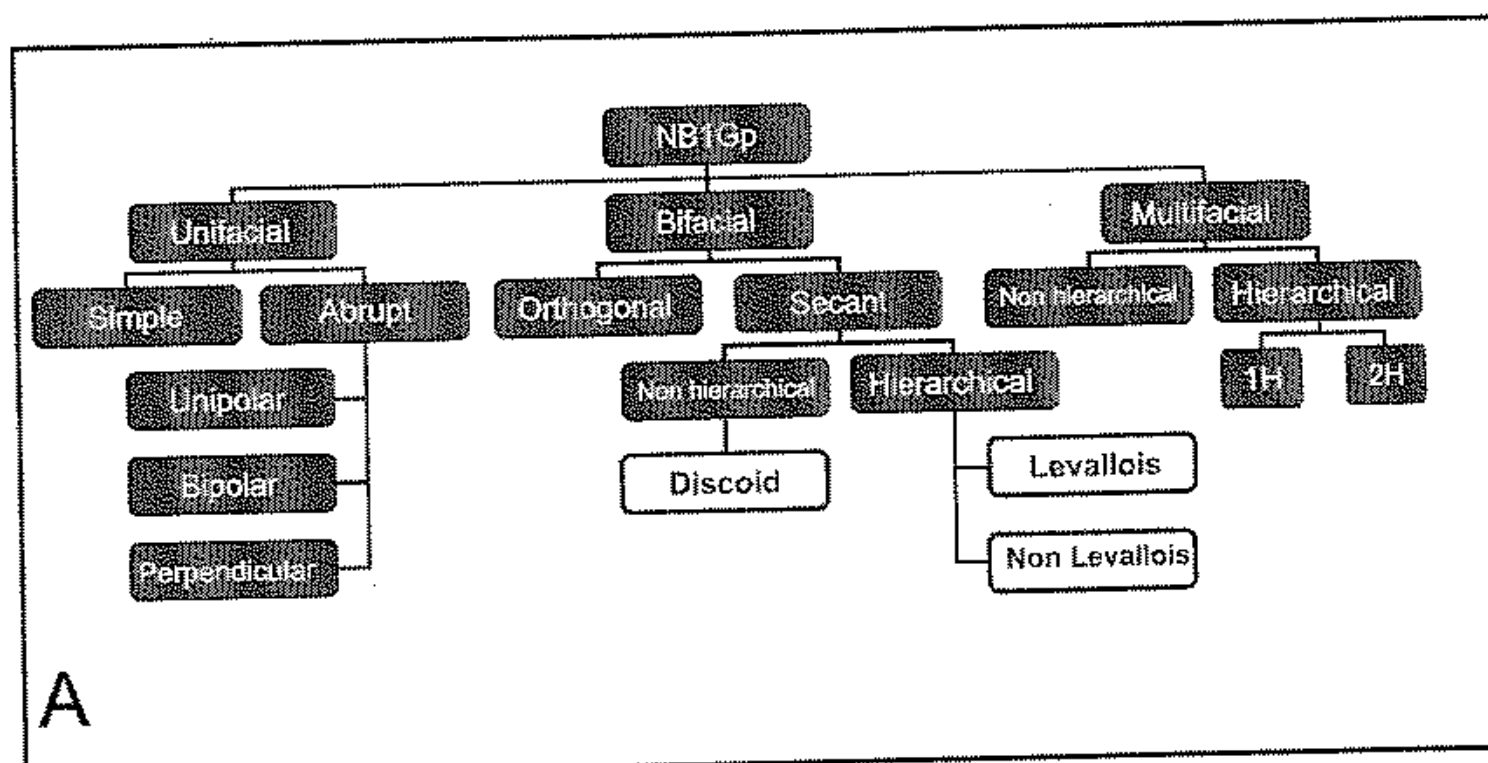 NB1Gp
Unifacial
Bifacial
Multifacial
Simple
Abrupt
Orthogonal
Secant
Non hierarchical
Hierarchical
Unipolar
Non hierarchical
Hierarchical
1H
2H
Bipolar
Discoid
Levallois
Perpendicular
Non Levallois
A